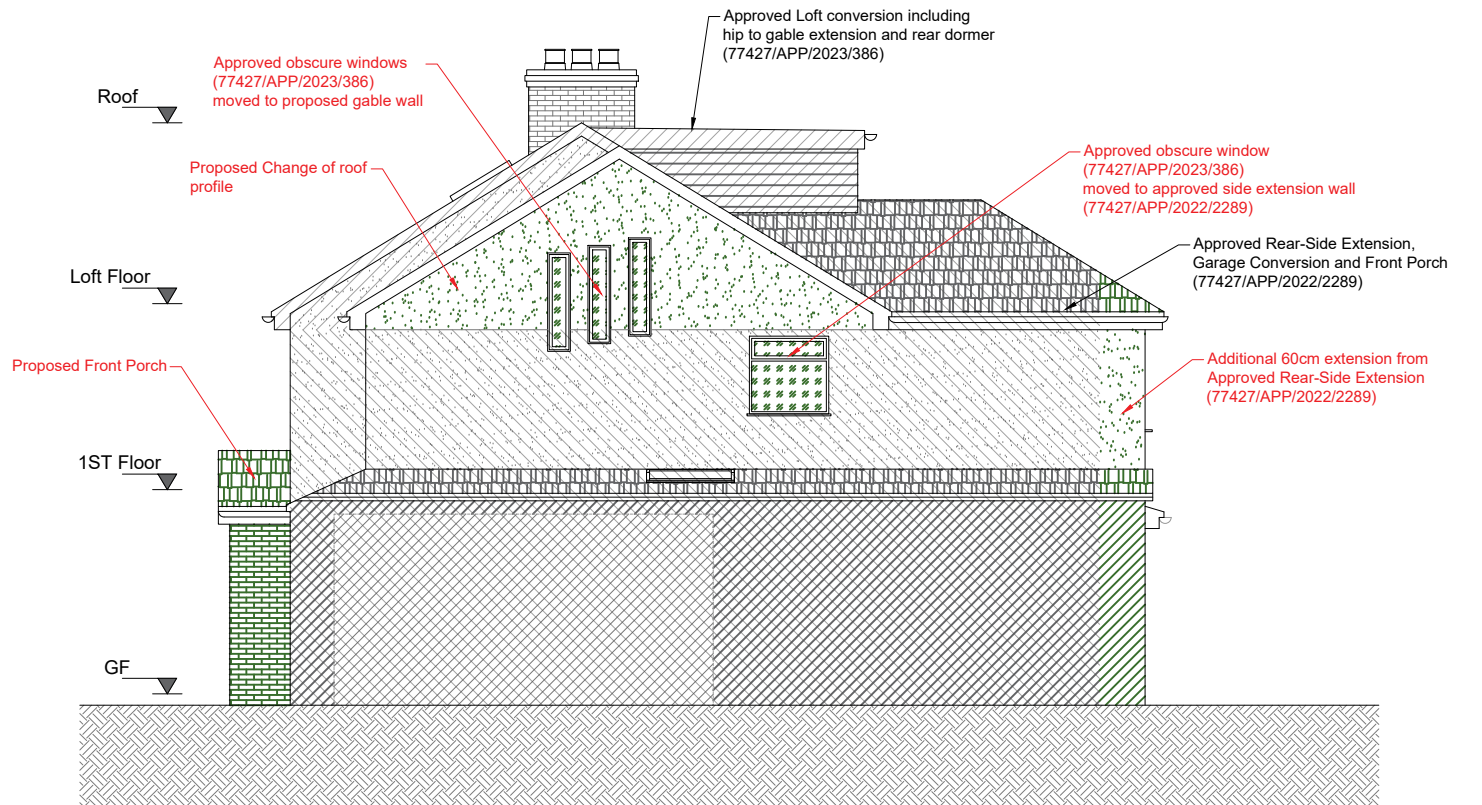 Approved Loft conversion including
hip to gable extension and rear dormer
(77427/APP/2023/386)
Approved obscure windows
(77427/APP/2023/386)
moved to proposed gable wall
Roof
Proposed Change of roof
profile
Approved obscure window
(77427/APP/2023/386)
moved to approved side extension wall
(77427/APP/2022/2289)
Approved Rear-Side Extension,
Garage Conversion and Front Porch
(77427/APP/2022/2289)
Loft Floor
Proposed Front Porch
Additional 60cm extension from
Approved Rear-Side Extension
(77427/APP/2022/2289)
1ST Floor
GF